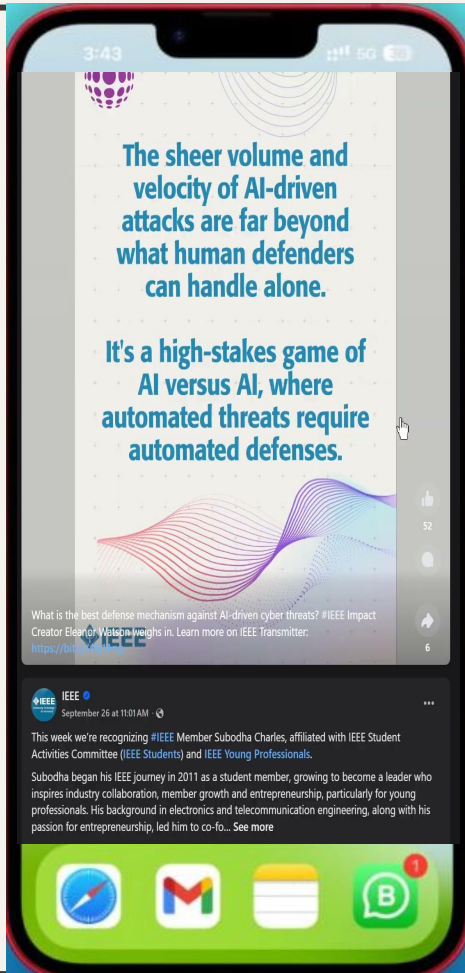 3:43
5G
The sheer volume and
velocity of AI-driven
attacks are far beyond
what human defenders
can handle alone.
It's a high-stakes game of
AI versus AI, where
automated threats require
automated defenses.
52
What is the best defense mechanism against AI-driven cyber threats? #IEEE Impact
Creator Eleanor Watson weighs in. Learn more on IEEE Transmitter:
IEEE
6
IEEE
IEEE
September 26 at 11:01 AM ·
This week we're recognizing #IEEE Member Subodha Charles, affiliated with IEEE Student
Activities Committee (IEEE Students) and IEEE Young Professionals.
Subodha began his IEEE journey in 2011 as a student member, growing to become a leader who
inspires industry collaboration, member growth and entrepreneurship, particularly for young
professionals. His background in electronics and telecommunication engineering, along with his
passion for entrepreneurship, led him to co-fo... See more
B
1